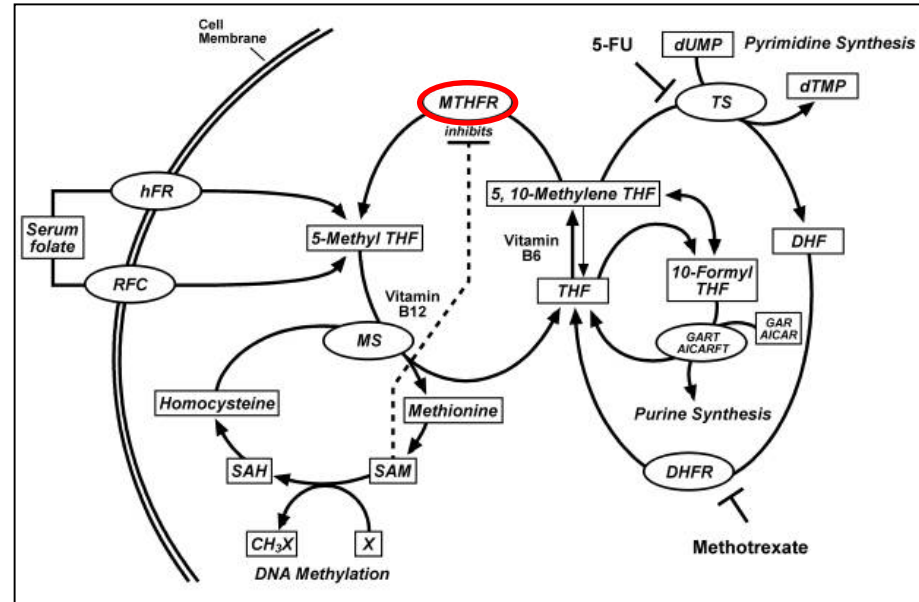 Cell
Membrane
5-FU
dUMP
Pyrimidine Synthesis
MTHFR
TS
dTMP
inhibits
hFR
5, 10-Methylene THF
Serum
folate
5-Methyl THF
Vitamin
B6
DHF
10-Formyl
THF
RFC
THF
Vitamin
B12
MS
GART
AICARFT
GAR
AICAR
Homocysteine
Methionine
Purine Synthesis
SAH
SAM
DHFR
CH₃X
X
Methotrexate
DNA Methylation